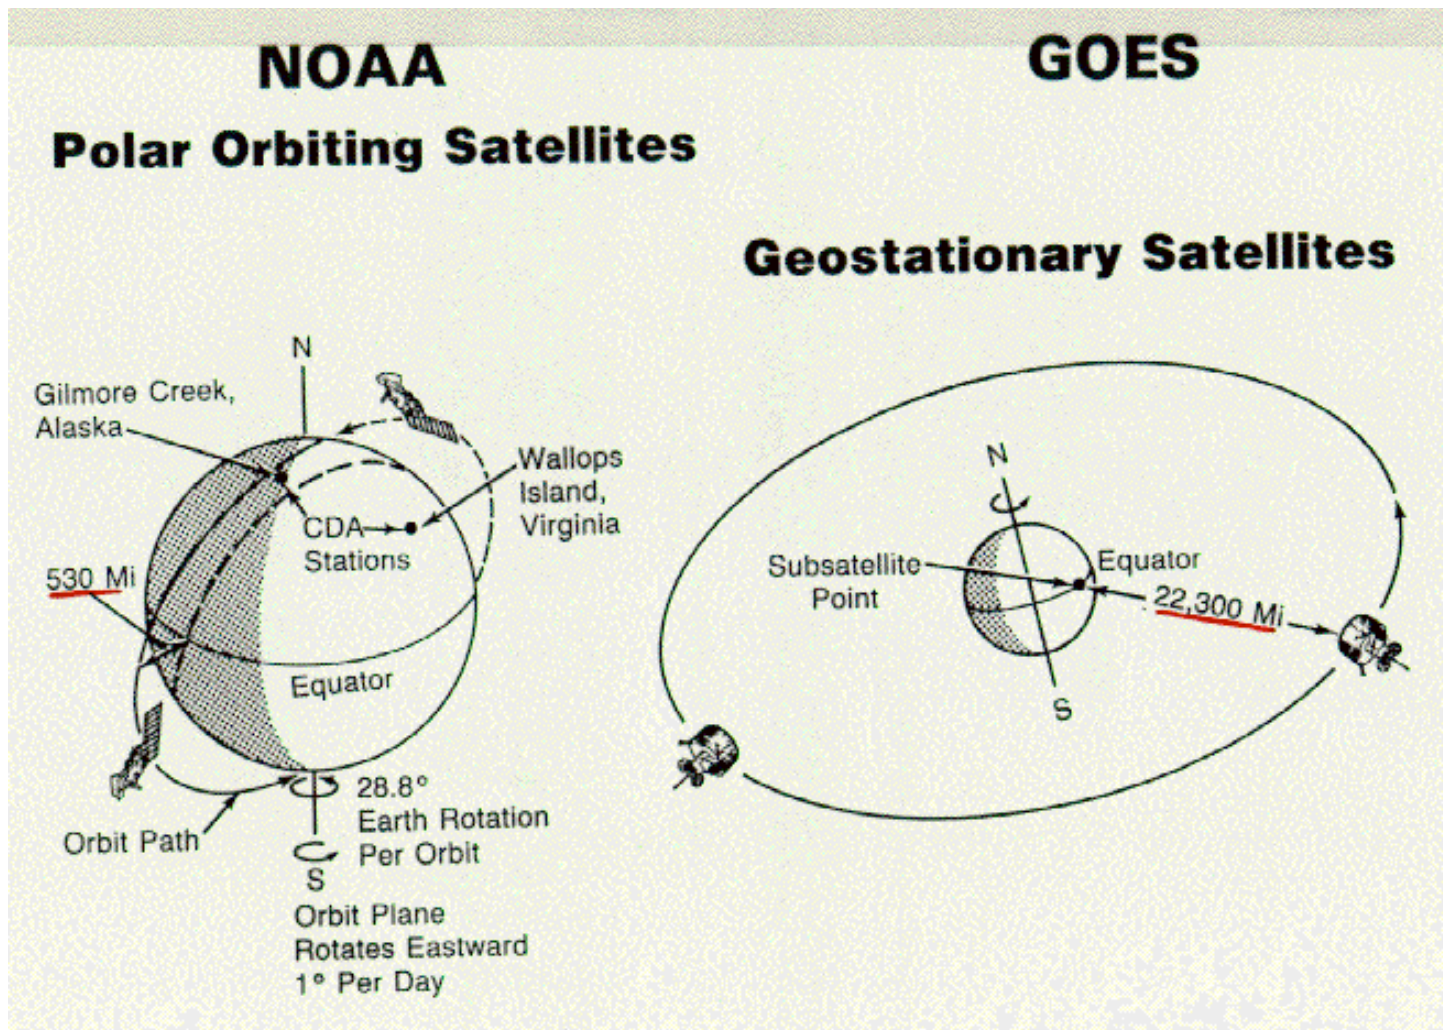 NOAA
Polar Orbiting Satellites
N
Gilmore Creek,
Alaska
Wallops
Island,
Virginia
CDA
Stations
530 Mi
Equator
28.8°
Earth Rotation
Per Orbit
Orbit Path
S
Orbit Plane
Rotates Eastward
1° Per Day
GOES
Geostationary Satellites
N
Subsatellite
Point
Equator
22,300 Mi
S